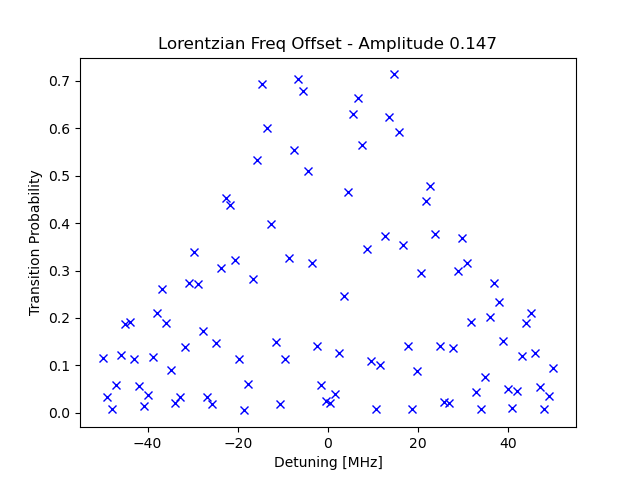 Lorentzian Freq Offset - Amplitude 0.147
Transition Probability
0.7
0.6
0.5
0.4
0.3
0.2
0.1
0.0
−40 −20 0 20 40
Detuning [MHz]